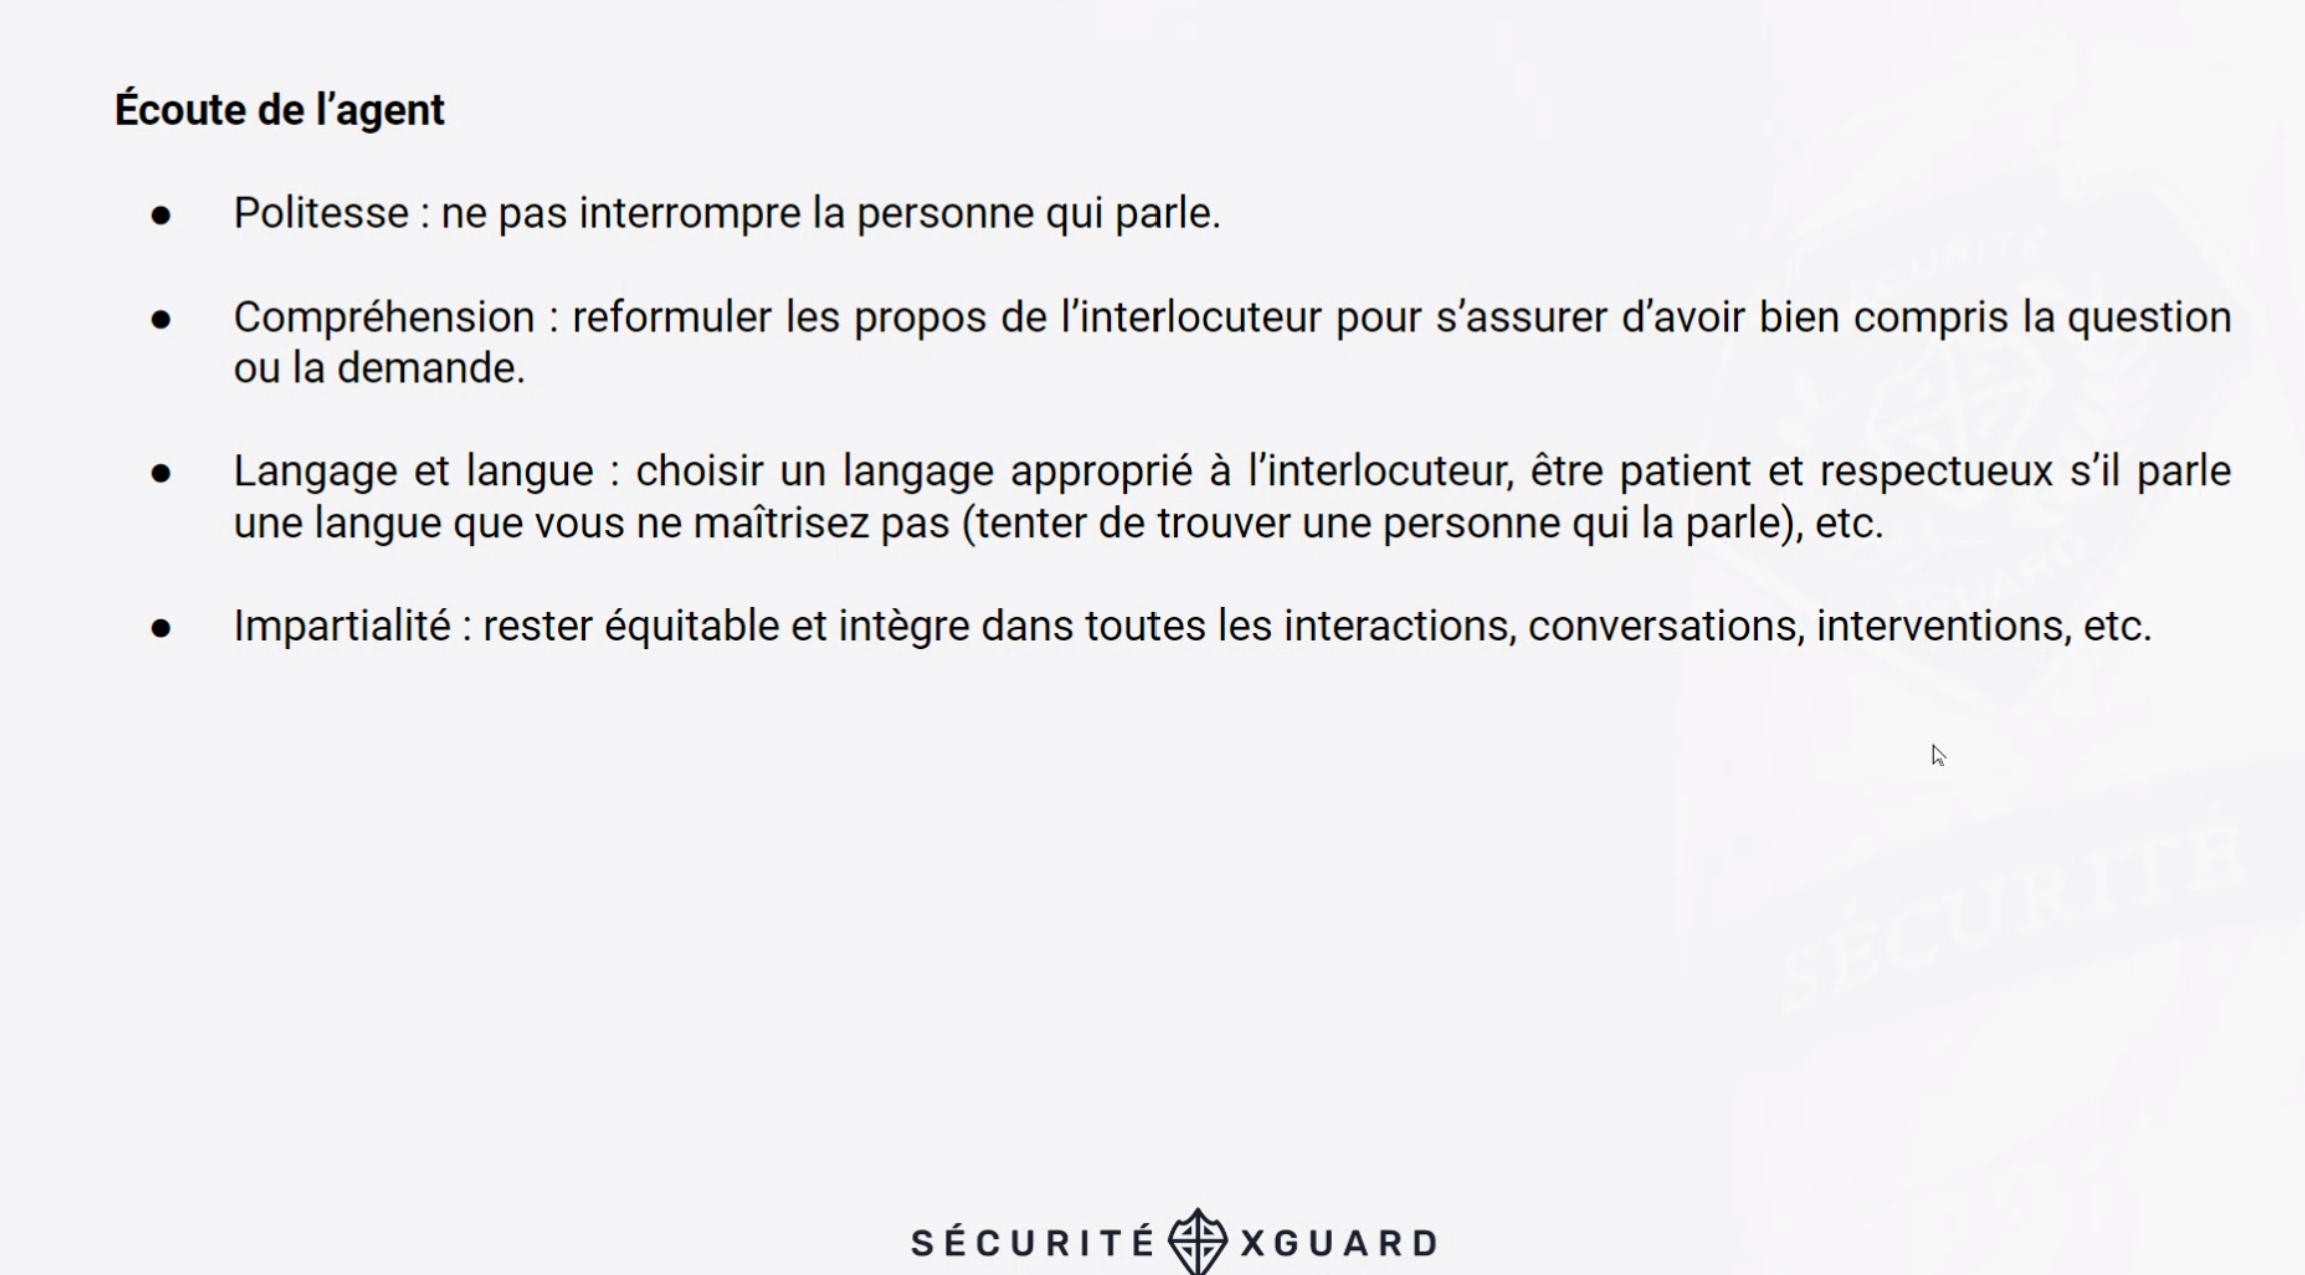 Écoute de l’agent
● Politesse : ne pas interrompre la personne qui parle.
● Compréhension : reformuler les propos de l’interlocuteur pour s’assurer d’avoir bien compris la question
ou la demande.
● Langage et langue : choisir un langage approprié à l’interlocuteur, être patient et respectueux s’il parle
une langue que vous ne maîtrisez pas (tenter de trouver une personne qui la parle), etc.
● Impartialité : rester équitable et intègre dans toutes les interactions, conversations, interventions, etc.
SÉCURITÉ
SÉCURITÉ XGUARD